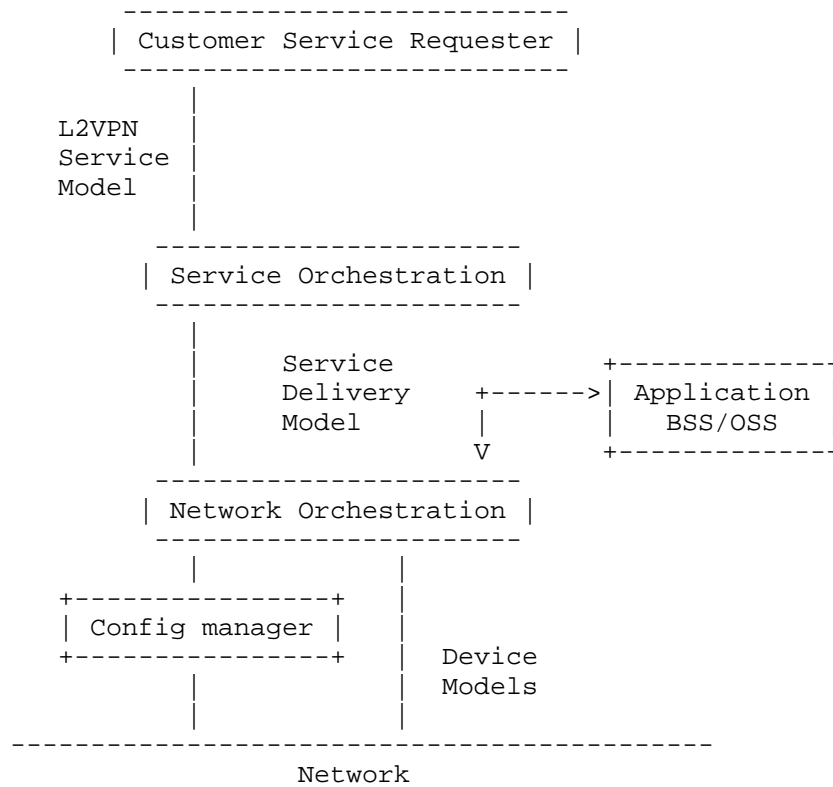 Customer Service Requester
L2VPN
Service
Model
Service Orchestration
Service
Delivery
Model
Application
BSS/OSS
V
Network Orchestration
Config manager
Device
Models
Network